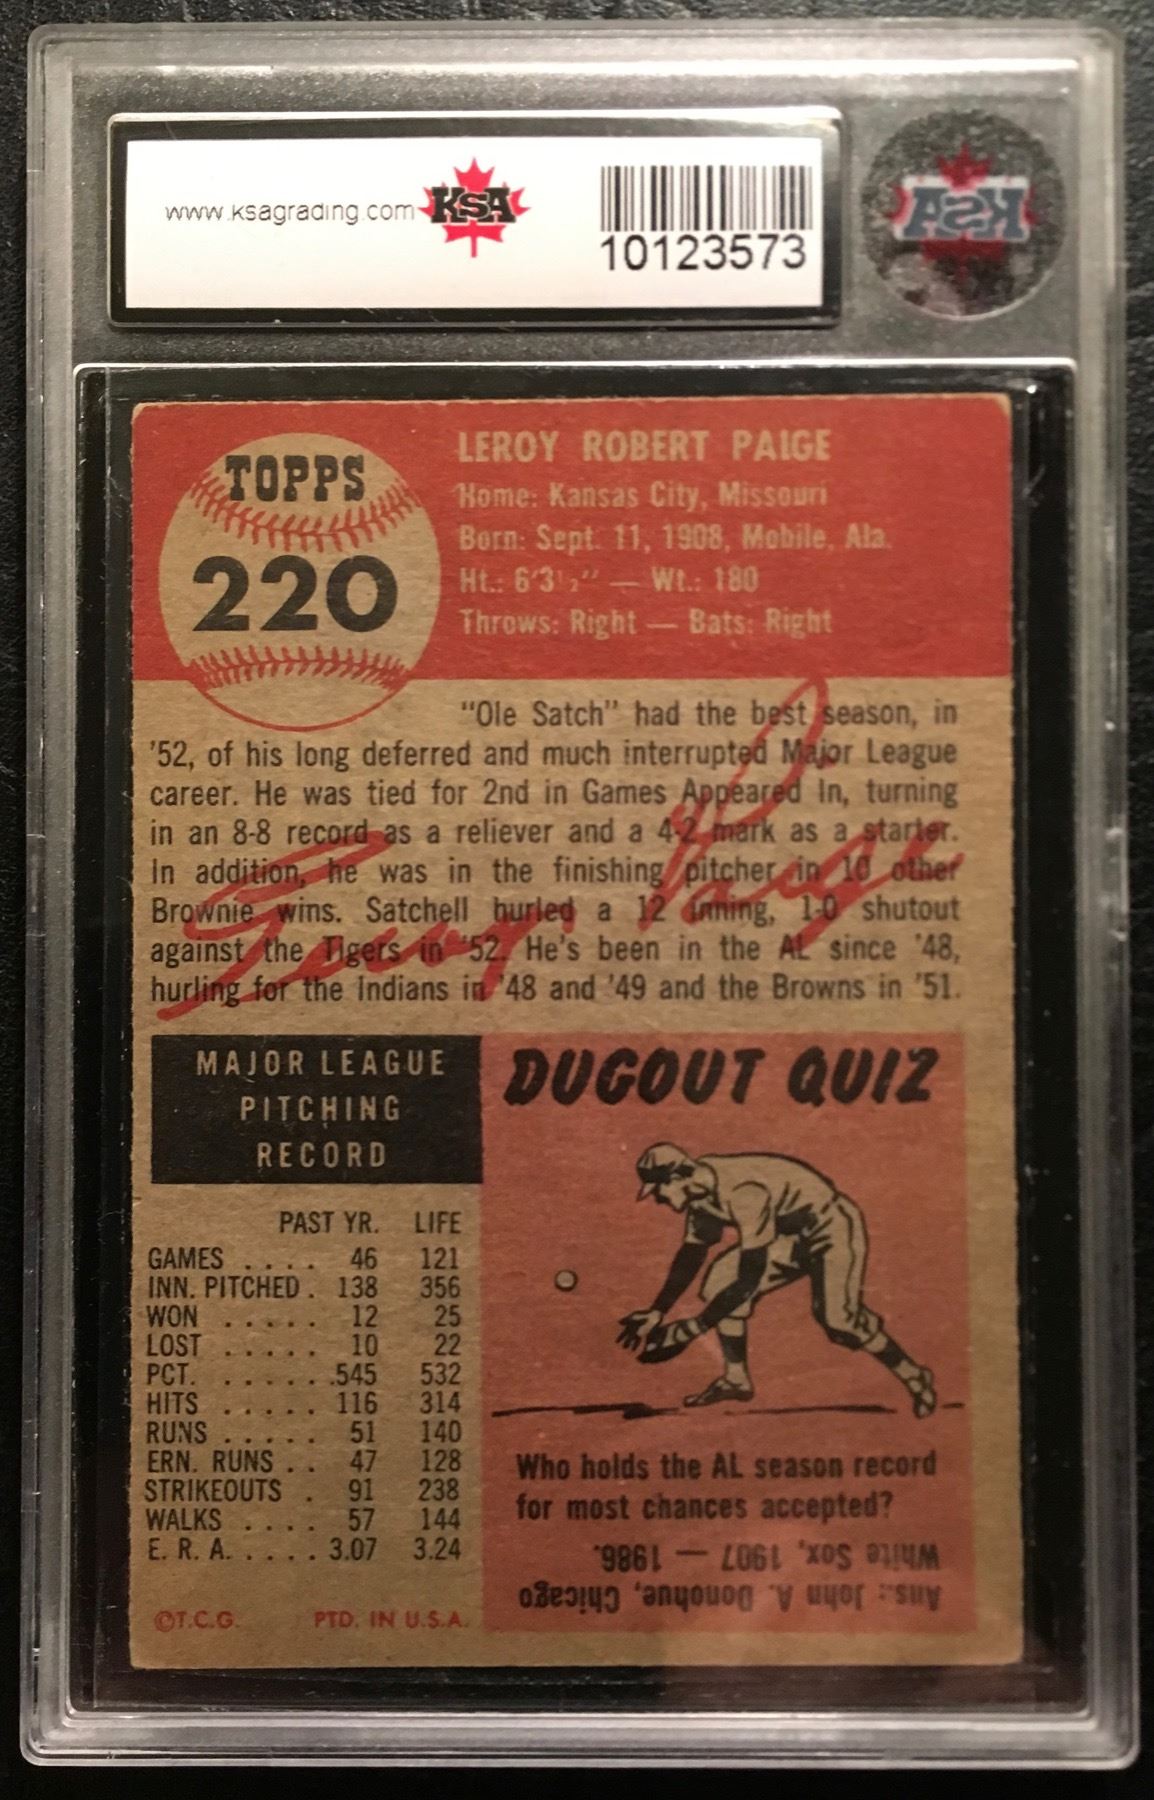 www.ksagrading.com KSA
10123573
KSA
TOPPS
220
LEROY ROBERT PAIGE
Home: Kansas City, Missouri
Born: Sept. 11, 1908, Mobile, Ala.
Ht.: 6'3½" — Wt.: 180
Throws: Right — Bats: Right
"Ole Satch" had the best season, in
'52, of his long deferred and much interrupted Major League
career. He was tied for 2nd in Games Appeared In, turning
in an 8-8 record as a reliever and a 4-2 mark as a starter.
In addition, he was in the finishing pitcher in 10 other
Brownie wins. Satchell hurled a 12 inning, 1-0 shutout
against the Tigers in '52. He's been in the AL since '48,
hurling for the Indians in '48 and '49 and the Browns in '51.
Leroy Paige
MAJOR LEAGUE
PITCHING
RECORD
PAST YR. LIFE
GAMES . . . . 46 121
INN. PITCHED . 138 356
WON . . . . . 12 25
LOST . . . . . 10 22
PCT. . . . . . .545 532
HITS . . . . . 116 314
RUNS . . . . . 51 140
ERN. RUNS . . 47 128
STRIKEOUTS . 91 238
WALKS . . . . 57 144
E. R. A. . . . . 3.07 3.24
©T.C.G. PTD. IN U.S.A.
DUGOUT QUIZ
Who holds the AL season record
for most chances accepted?
Ans.: John A. Donohue, Chicago
White Sox, 1907 — 1986.